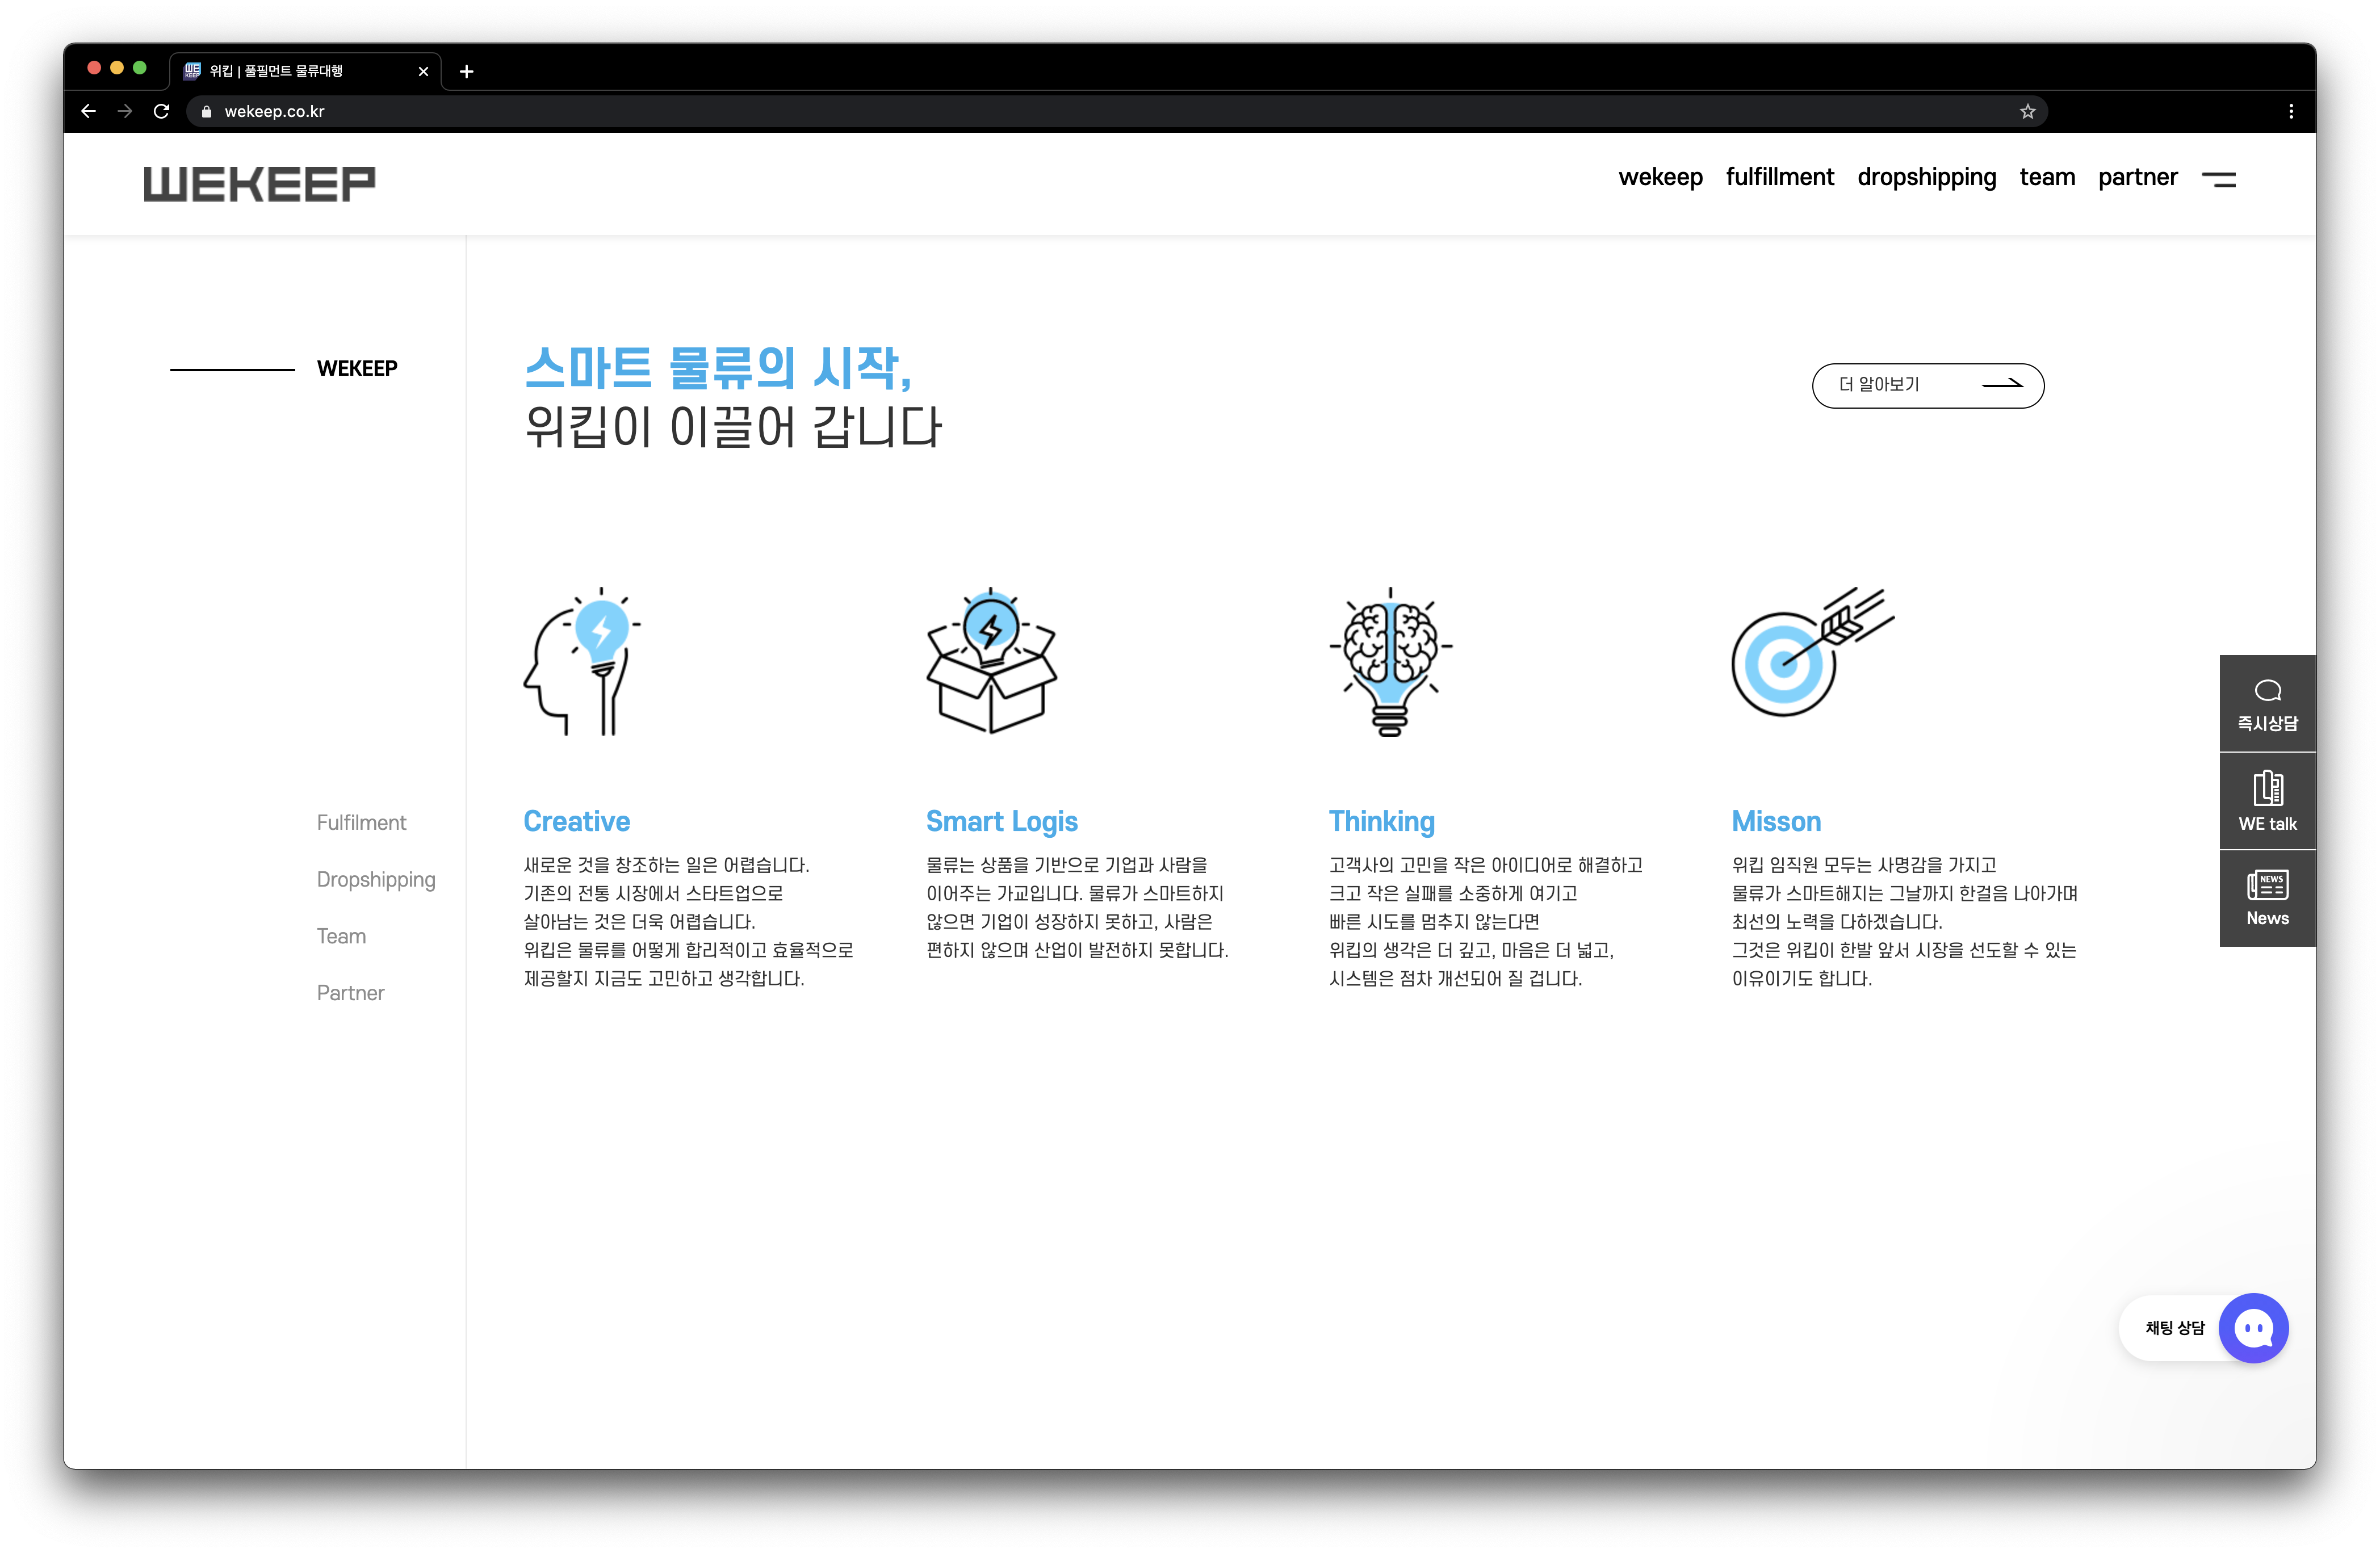 위킵 | 풀필먼트 물류대행
wekeep.co.kr
WEKEEP
wekeep fulfillment dropshipping team partner
WEKEEP
스마트 물류의 시작,
위킵이 이끌어 갑니다
더 알아보기
Fulfilment
Dropshipping
Team
Partner
Creative
새로운 것을 창조하는 일은 어렵습니다.
기존의 전통 시장에서 스타트업으로
살아남는 것은 더욱 어렵습니다.
위킵은 물류를 어떻게 합리적이고 효율적으로
제공할지 지금도 고민하고 생각합니다.
Smart Logis
물류는 상품을 기반으로 기업과 사람을
이어주는 가교입니다. 물류가 스마트하지
않으면 기업이 성장하지 못하고, 사람은
편하지 않으며 산업이 발전하지 못합니다.
Thinking
고객사의 고민을 작은 아이디어로 해결하고
크고 작은 실패를 소중하게 여기고
빠른 시도를 멈추지 않는다면
위킵의 생각은 더 깊고, 마음은 더 넓고,
시스템은 점차 개선되어 질 겁니다.
Misson
위킵 임직원 모두는 사명감을 가지고
물류가 스마트해지는 그날까지 한걸음 나아가며
최선의 노력을 다하겠습니다.
그것은 위킵이 한발 앞서 시장을 선도할 수 있는
이유이기도 합니다.
즉시상담
WE talk
NEWS
News
채팅 상담